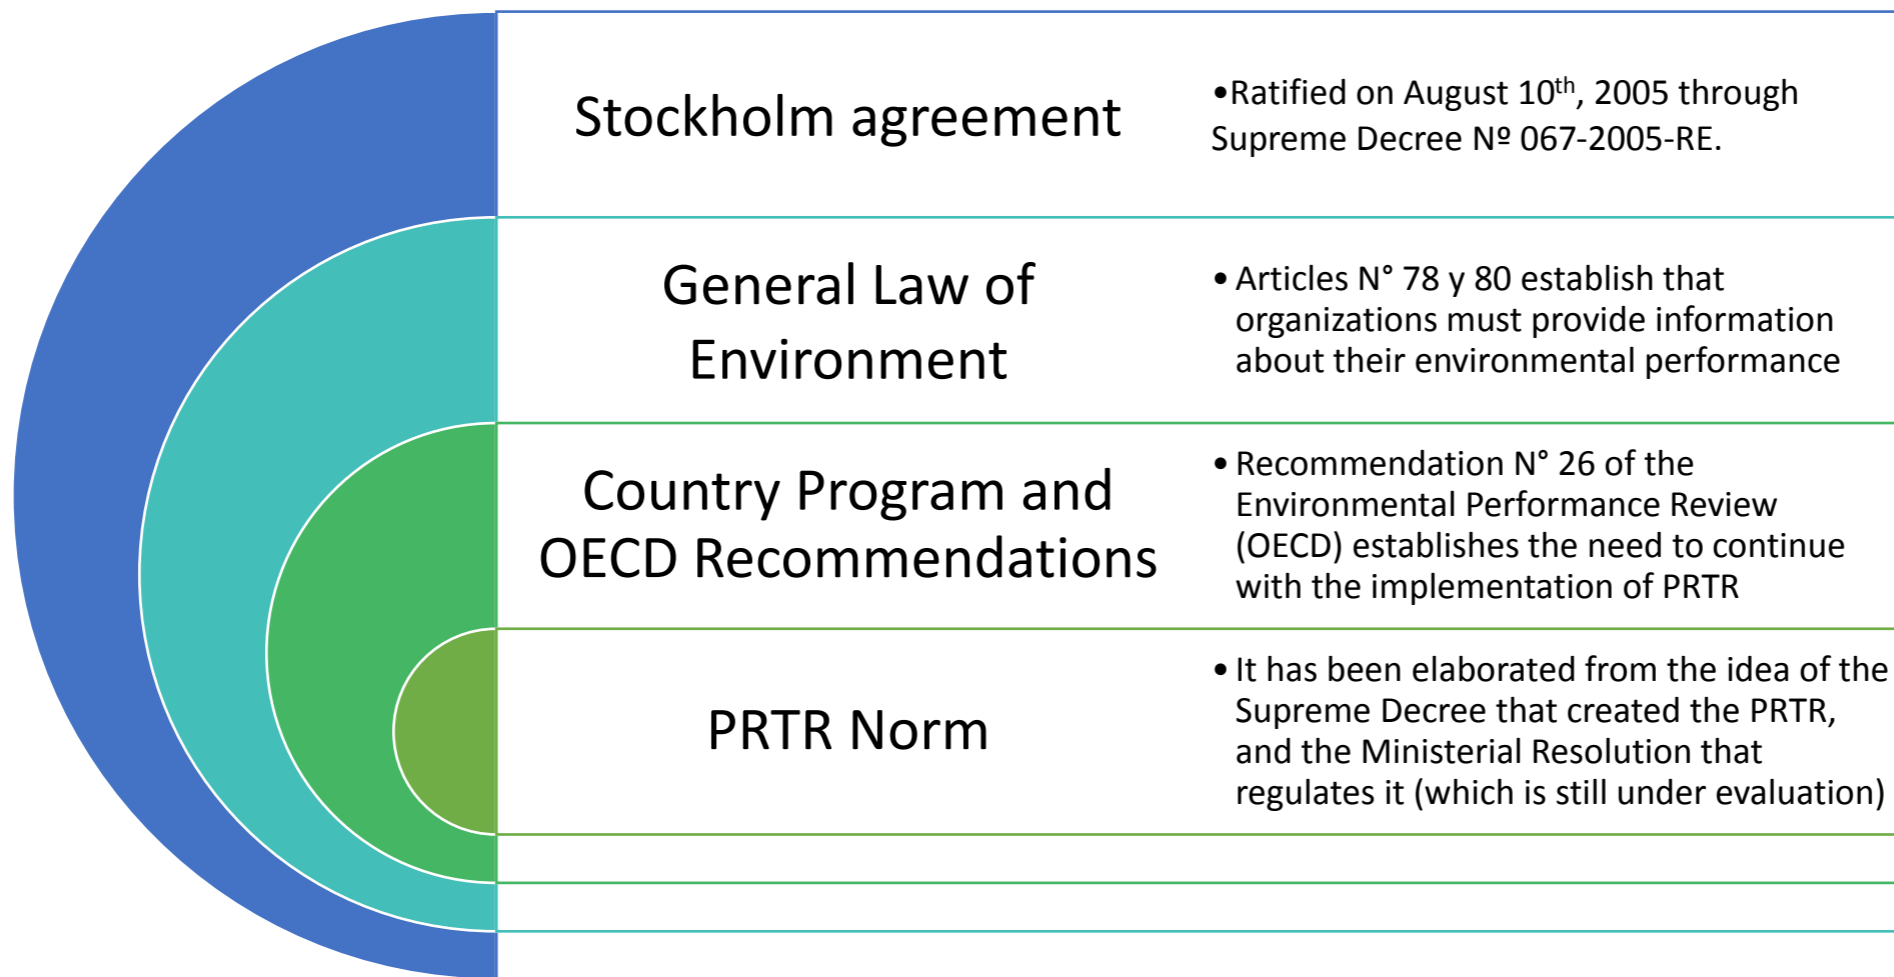 Stockholm agreement
•Ratified on August 10th, 2005 through
Supreme Decree Nº 067-2005-RE.
General Law of
Environment
• Articles N° 78 y 80 establish that
organizations must provide information
about their environmental performance
Country Program and
OECD Recommendations
• Recommendation N° 26 of the
Environmental Performance Review
(OECD) establishes the need to continue
with the implementation of PRTR
PRTR Norm
• It has been elaborated from the idea of the
Supreme Decree that created the PRTR,
and the Ministerial Resolution that
regulates it (which is still under evaluation)